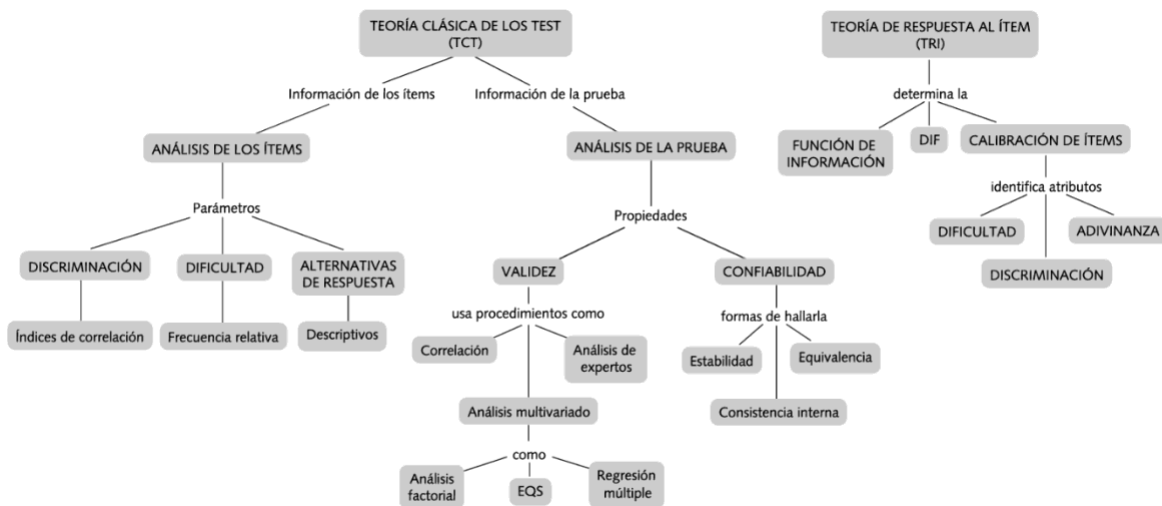 TEORÍA CLÁSICA DE LOS TEST
(TCT)
Información de los ítems
Información de la prueba
ANÁLISIS DE LOS ÍTEMS
ANÁLISIS DE LA PRUEBA
Parámetros
Propiedades
DISCRIMINACIÓN
DIFICULTAD
ALTERNATIVAS
DE RESPUESTA
VALIDEZ
CONFIABILIDAD
Índices de correlación
Frecuencia relativa
Descriptivos
usa procedimientos como
formas de hallarla
Correlación
Análisis de
expertos
Estabilidad
Equivalencia
Análisis multivariado
Consistencia interna
como
Análisis
factorial
EQS
Regresión
múltiple
TEORÍA DE RESPUESTA AL ÍTEM
(TRI)
determina la
FUNCIÓN DE
INFORMACIÓN
DIF
CALIBRACIÓN DE ÍTEMS
identifica atributos
DIFICULTAD
ADIVINANZA
DISCRIMINACIÓN